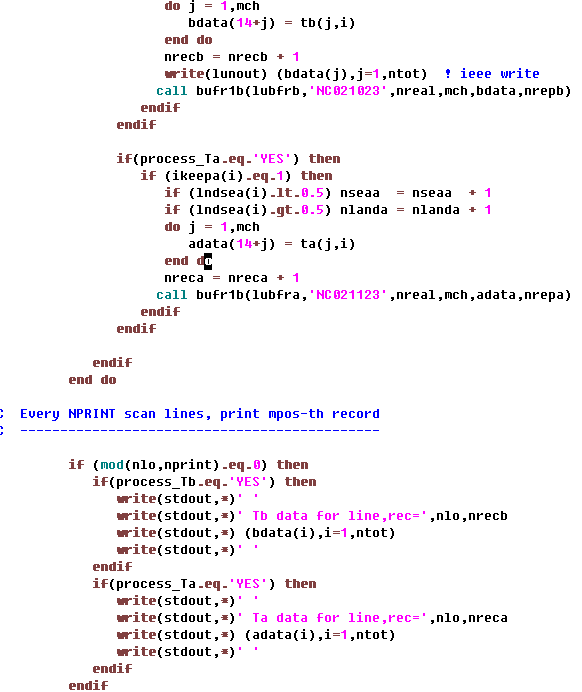 do j = 1,mch
bdata(14+j) = tb(j,i)
end do
nrecb = nrecb + 1
write(lunout) (bdata(j),j=1,ntot)  ! ieee write
call bufr1b(lubfrb,'NC021023',nreal,mch,bdata,nrepb)
endif
endif
if(process_Ta.eq.'YES') then
if (ikeepa(i).eq.1) then
if (lndsea(i).lt.0.5) nseaa  = nseaa  + 1
if (lndsea(i).gt.0.5) nlanda = nlanda + 1
do j = 1,mch
adata(14+j) = ta(j,i)
end do
nreca = nreca + 1
call bufr1b(lubfra,'NC021123',nreal,mch,adata,nrepa)
endif
endif
endif
end do
C  Every NPRINT scan lines, print mpos-th record
C  ---------------------------------------------
if (mod(nlo,nprint).eq.0) then
if(process_Tb.eq.'YES') then
write(stdout,*)' '
write(stdout,*)' Tb data for line,rec=',nlo,nrecb
write(stdout,*) (bdata(i),i=1,ntot)
write(stdout,*)' '
endif
if(process_Ta.eq.'YES') then
write(stdout,*)' '
write(stdout,*)' Ta data for line,rec=',nlo,nreca
write(stdout,*) (adata(i),i=1,ntot)
write(stdout,*)' '
endif
endif